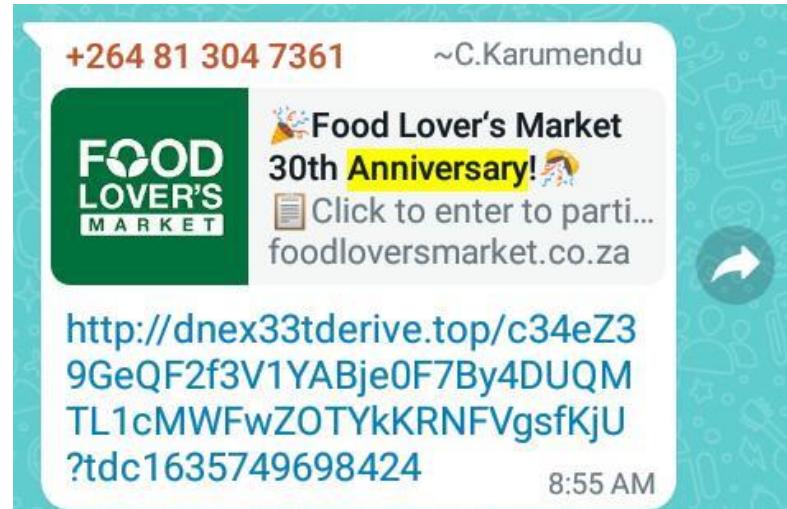 +264 81 304 7361 ~C.Karumendu
FOOD
LOVER'S
MARKET
🎉Food Lover's Market
30th Anniversary!🎊
📋Click to enter to parti...
foodloversmarket.co.za
http://dnex33tderive.top/c34eZ3
9GeQF2f3V1YABje0F7By4DUQM
TL1cMWFwZOTYkKRNFVgsfKjU
?tdc1635749698424
8:55 AM